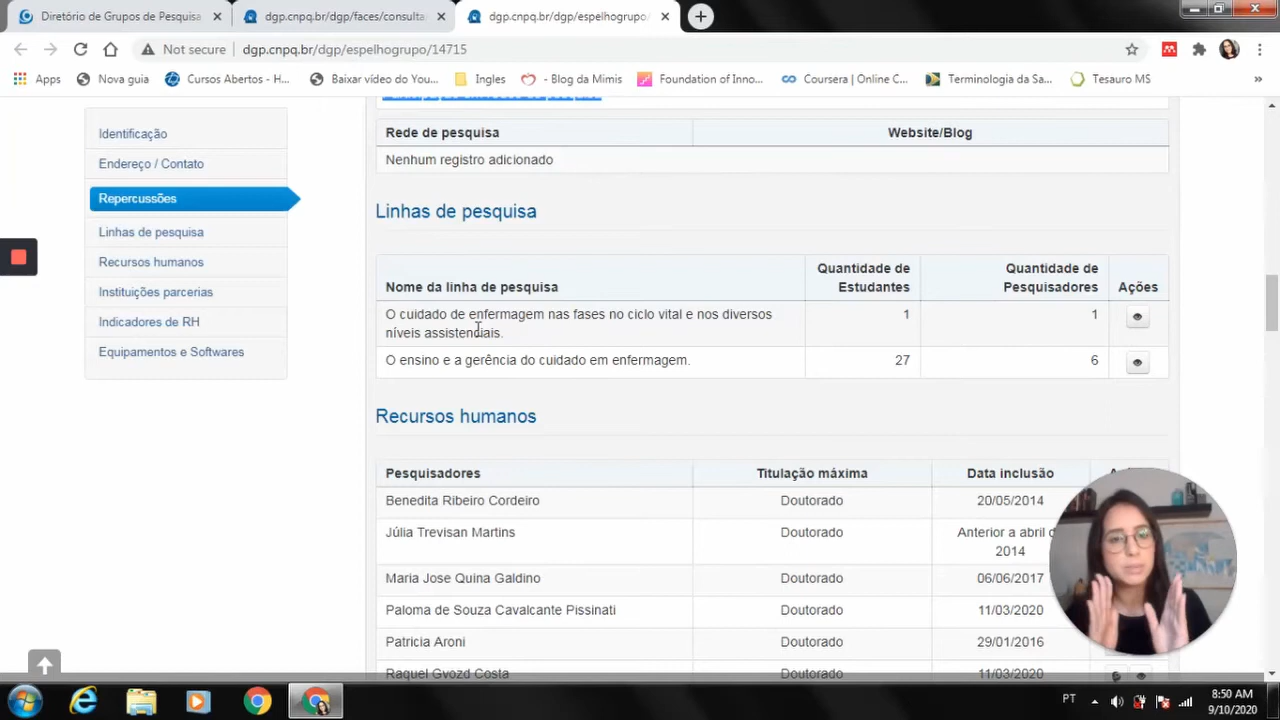 Diretório de Grupos de Pesquisa
dgp.cnpq.br/dgp/faces/consulta
dgp.cnpq.br/dgp/espelhogrupo/
Not secure
dgp.cnpq.br/dgp/espelhogrupo/14715
Apps
Nova guia
Cursos Abertos - H...
Baixar vídeo do You...
Ingles
- Blog da Mimis
Foundation of Inno...
Coursera | Online C...
Terminologia da Sa...
Tesauro MS
»
Identificação
Endereço / Contato
Repercussões
Linhas de pesquisa
Recursos humanos
Instituições parcerias
Indicadores de RH
Equipamentos e Softwares
Rede de pesquisa
Website/Blog
Nenhum registro adicionado
Linhas de pesquisa
Nome da linha de pesquisa
Quantidade de
Estudantes
Quantidade de
Pesquisadores
Ações
O cuidado de enfermagem nas fases no ciclo vital e nos diversos
níveis assistenciais.
1
1
O ensino e a gerência do cuidado em enfermagem.
27
6
Recursos humanos
Pesquisadores
Titulação máxima
Data inclusão
Benedita Ribeiro Cordeiro
Doutorado
20/05/2014
Júlia Trevisan Martins
Doutorado
Anterior a abril
2014
Maria Jose Quina Galdino
Doutorado
06/06/2017
Paloma de Souza Cavalcante Pissinati
Doutorado
11/03/2020
Patricia Aroni
Doutorado
29/01/2016
Raquel Gvozd Costa
Doutorado
11/03/2020
PT
8:50 AM
9/10/2020